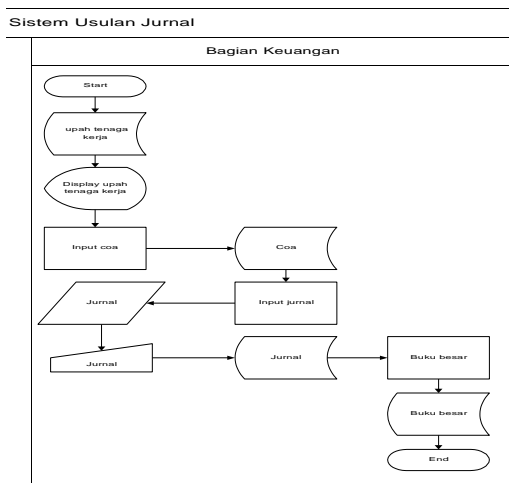 Sistem Usulan Jurnal
Bagian Keuangan
Start
upah tenaga
kerja
Display upah
tenaga kerja
Input coa
Coa
Jurnal
Input jurnal
Jurnal
Jurnal
Buku besar
Buku besar
End